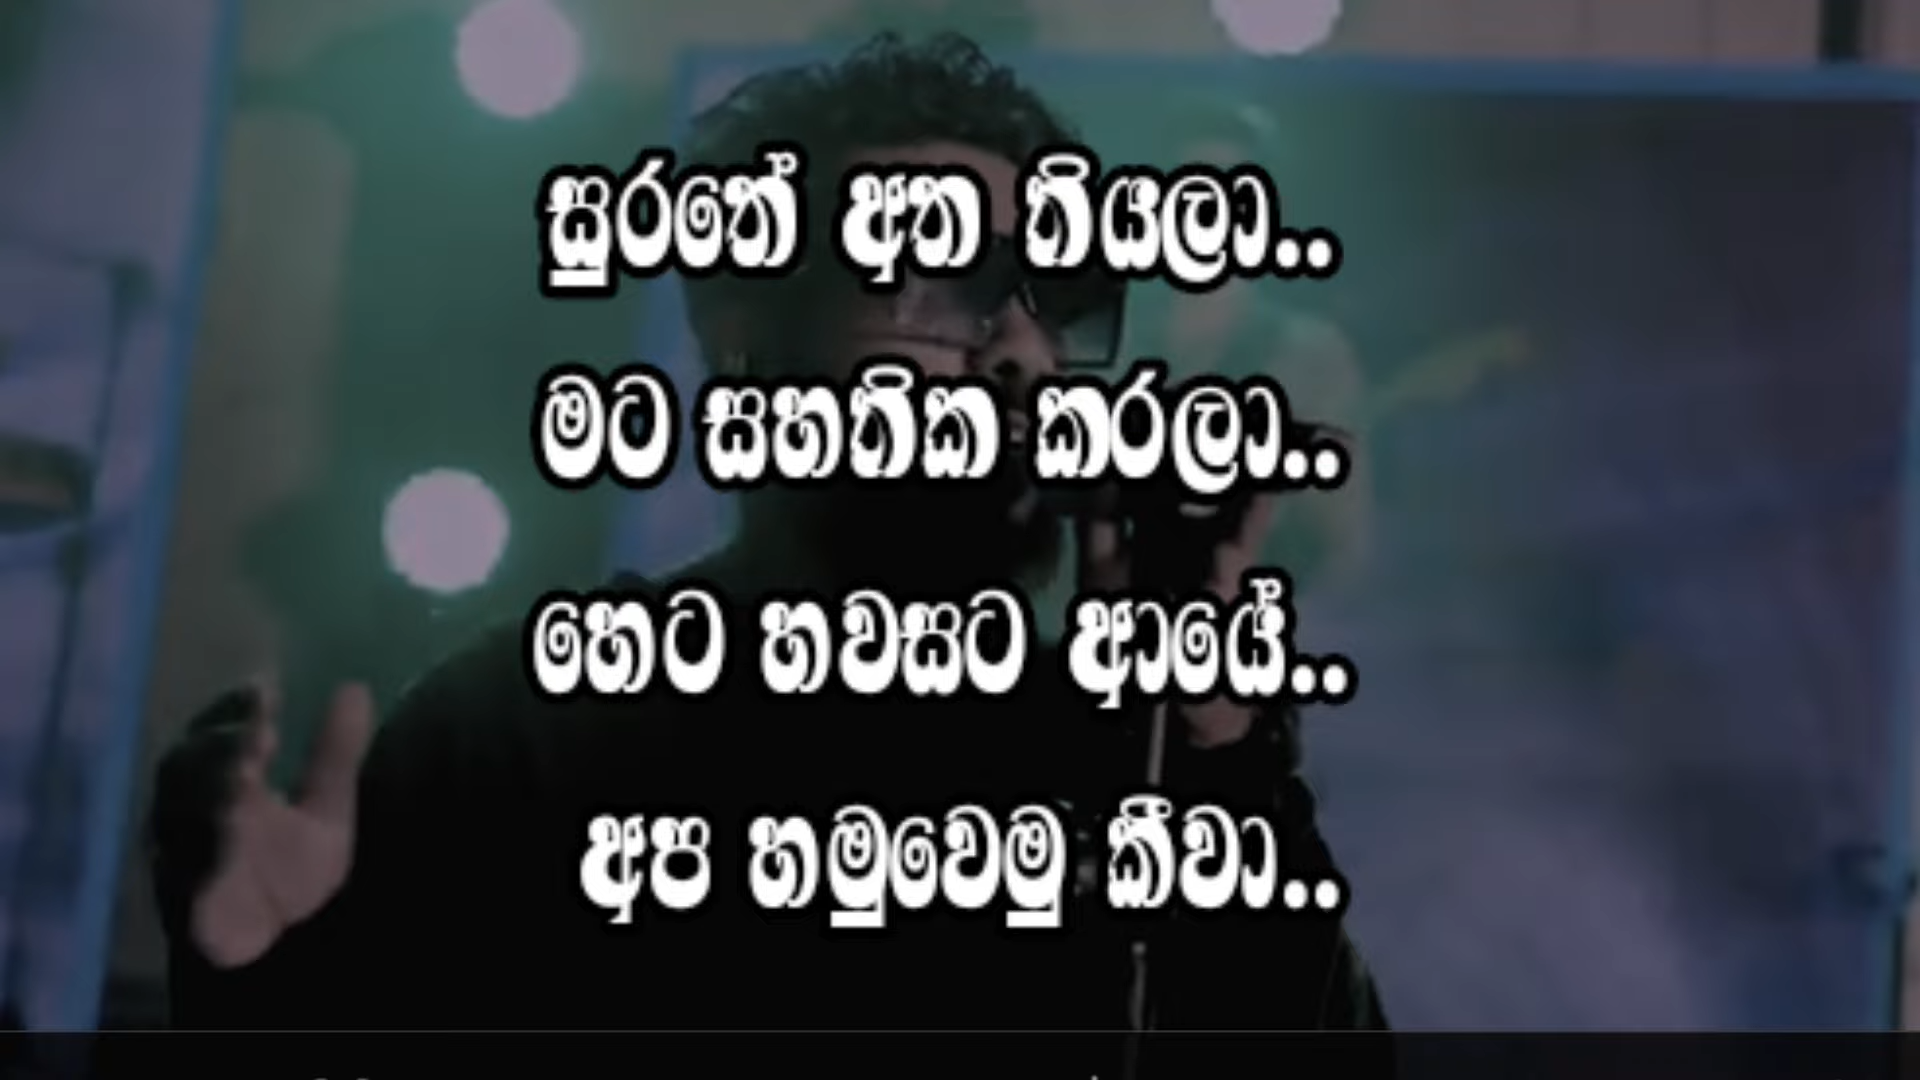 සුරතේ අත තියලා..
මට සහතික කරලා..
හෙට හවසට ආයේ..
අප හමුවෙමු කීවා..